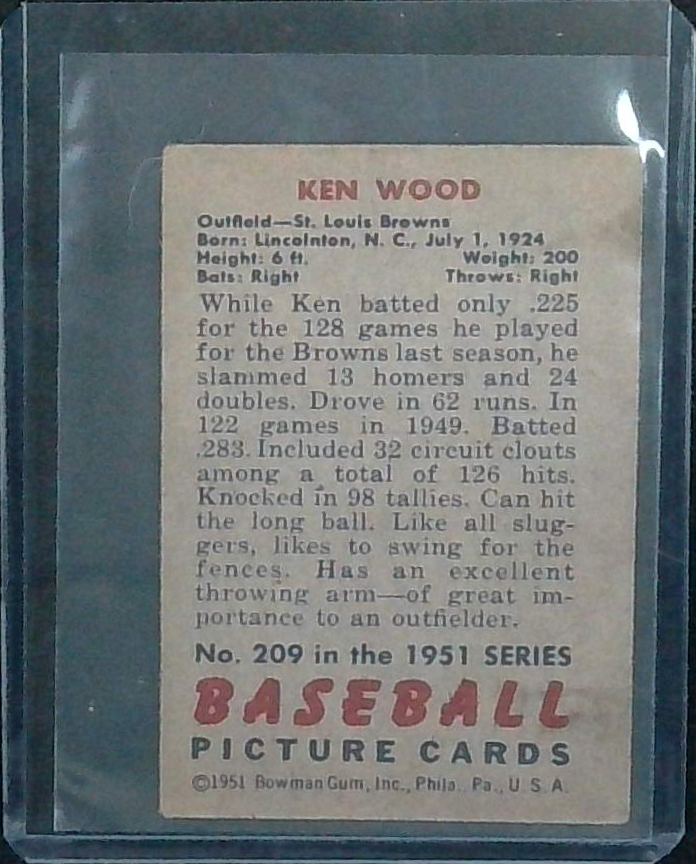 KEN WOOD
Outfield—St. Louis Browns
Born: Lincolnton, N. C., July 1, 1924
Height: 6 ft. Weight: 200
Bats: Right Throws: Right
While Ken batted only .225
for the 128 games he played
for the Browns last season, he
slammed 13 homers and 24
doubles. Drove in 62 runs. In
122 games in 1949. Batted
.283. Included 32 circuit clouts
among a total of 126 hits.
Knocked in 98 tallies. Can hit
the long ball. Like all slug-
gers, likes to swing for the
fences. Has an excellent
throwing arm—of great im-
portance to an outfielder.
No. 209 in the 1951 SERIES
BASEBALL
PICTURE CARDS
©1951 Bowman Gum, Inc., Phila. Pa., U. S. A.